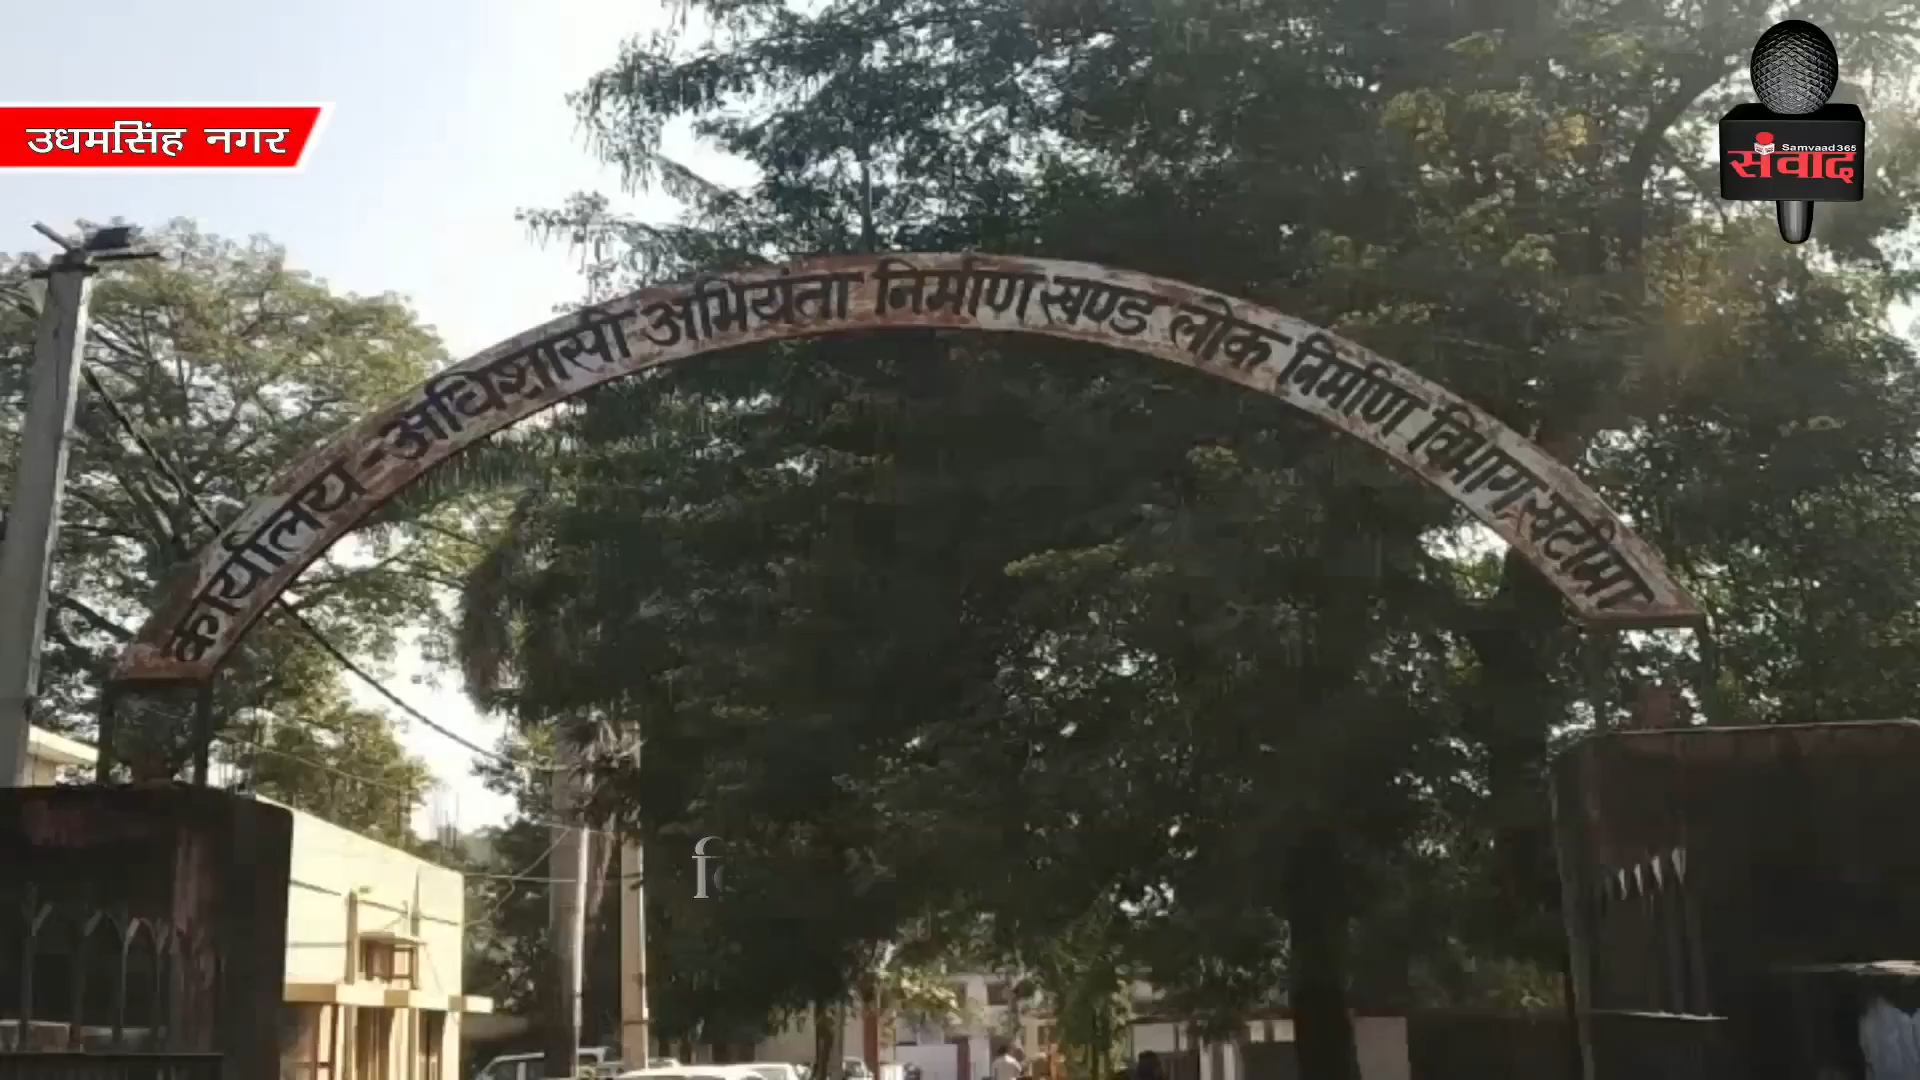 उधमसिंह नगर
Samvaad365
संवाद
कार्यालय - अधिशासी अभियंता निर्माण खण्ड लोक निर्माण विभाग खटीमा